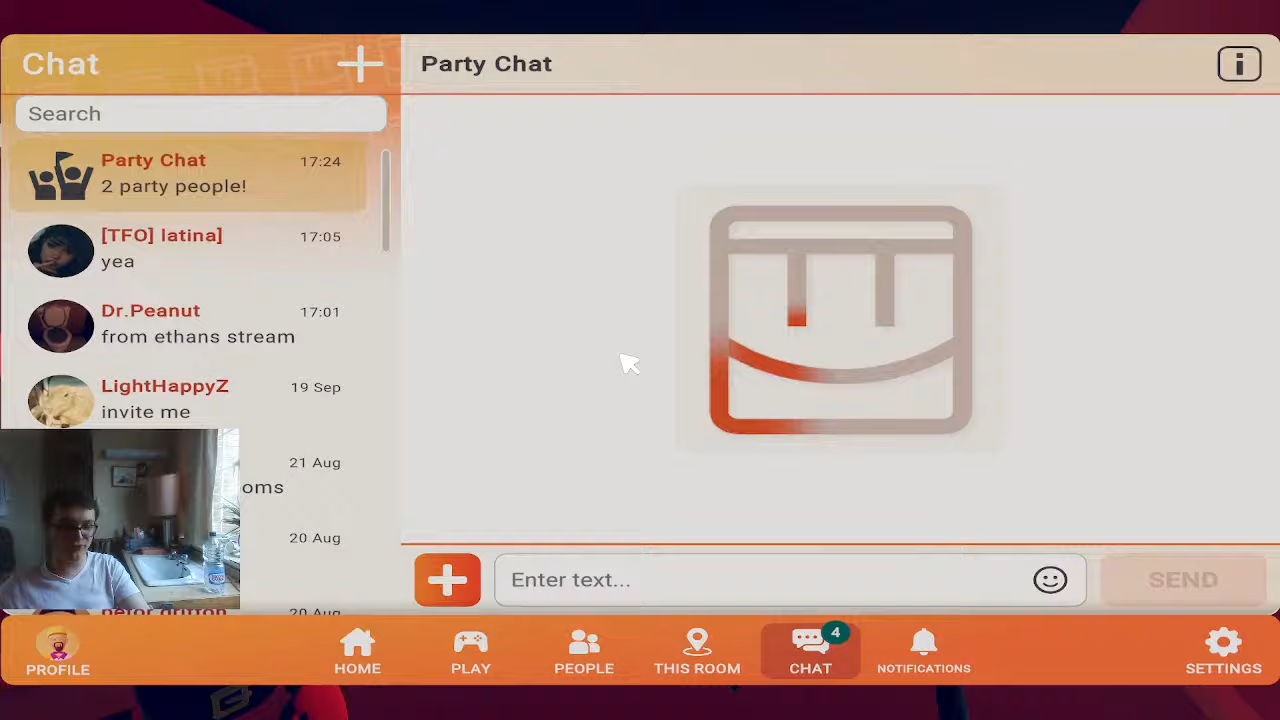 Chat
Search
Party Chat
17:24
2 party people!
[TFO] latina]
17:05
yea
Dr.Peanut
17:01
from ethans stream
LightHappyZ
19 Sep
invite me
21 Aug
oms
20 Aug
20 Aug
Party Chat
Enter text...
SEND
PROFILE
HOME
PLAY
PEOPLE
THIS ROOM
CHAT
4
NOTIFICATIONS
SETTINGS